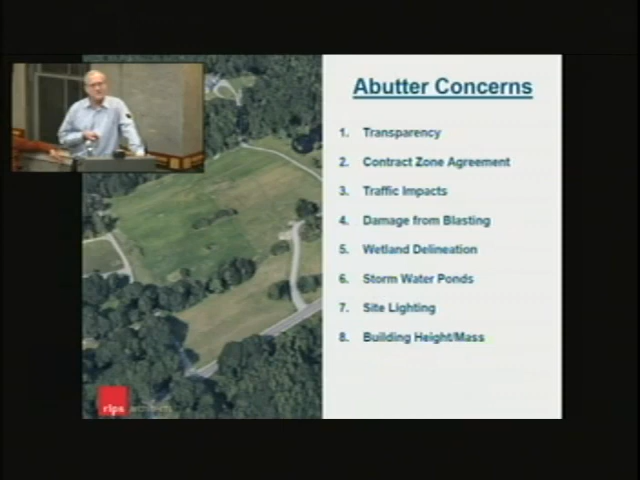 Abutter Concerns
1. Transparency
2. Contract Zone Agreement
3. Traffic Impacts
4. Damage from Blasting
5. Wetland Delineation
6. Storm Water Ponds
7. Site Lighting
8. Building Height/Mass
rlps